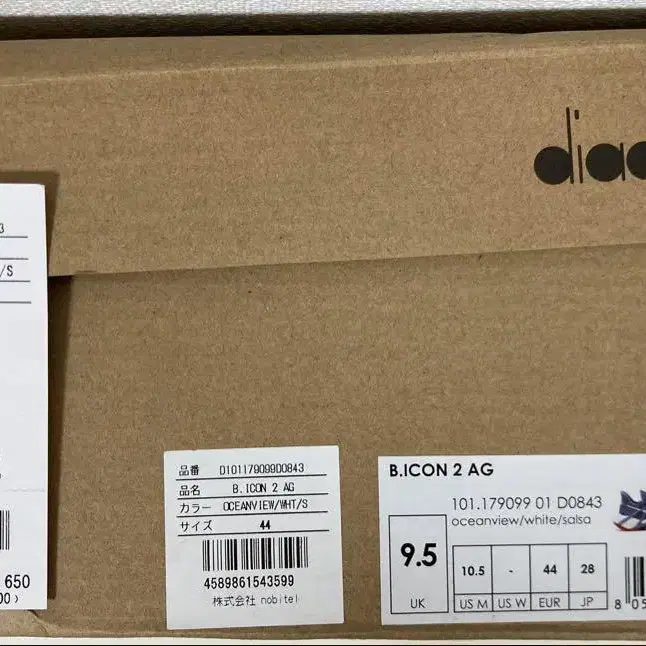 diad
3
/S
650
00)
品番 D101179099D0843
品名 B.ICON 2 AG
カラー OCEANVIEW/WHT/S
サイズ 44
4589861543599
株式会社 nobitel
B.ICON 2 AG
101.179099 01 D0843
oceanview/white/salsa
9.5
UK
10.5 - 44 28
US M US W EUR JP
8 05